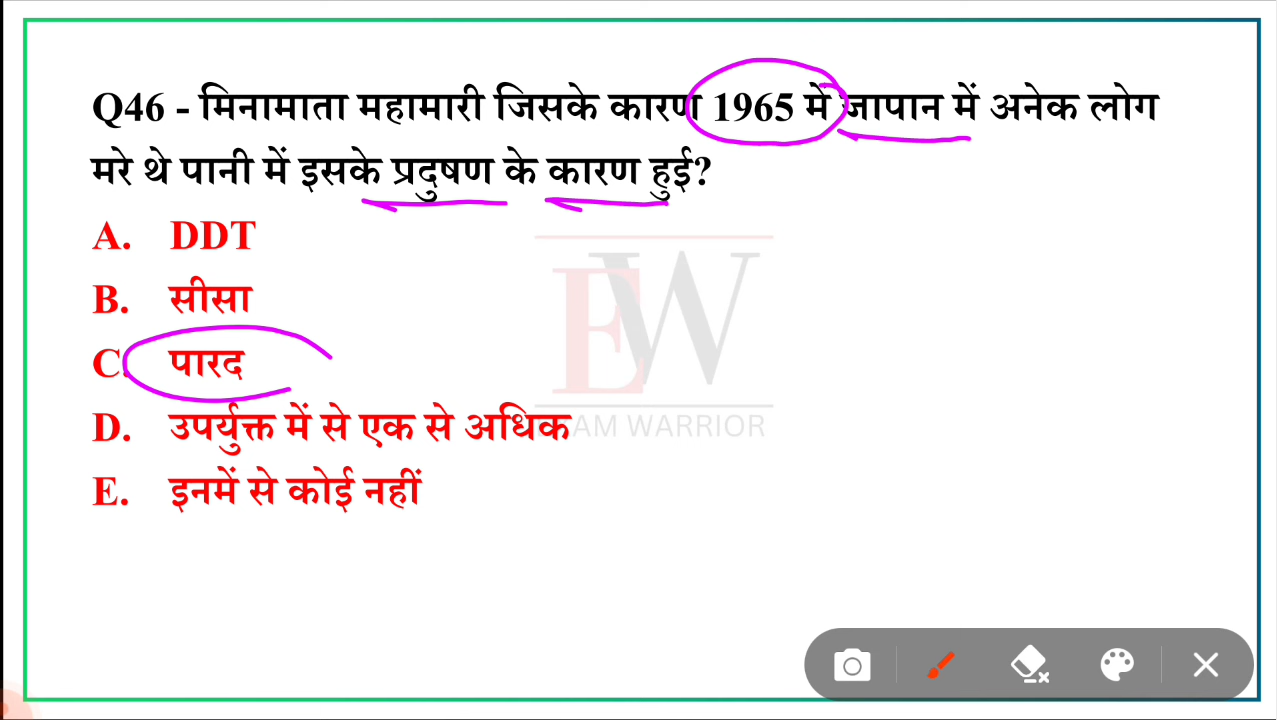 Q46 - मिनामाता महामारी जिसके कारण 1965 में जापान में अनेक लोग
मरे थे पानी में इसके प्रदुषण के कारण हुई?
A. DDT
B. सीसा
C. पारद
D. उपर्युक्त में से एक से अधिक
E. इनमें से कोई नहीं
EW
AM WARRIOR